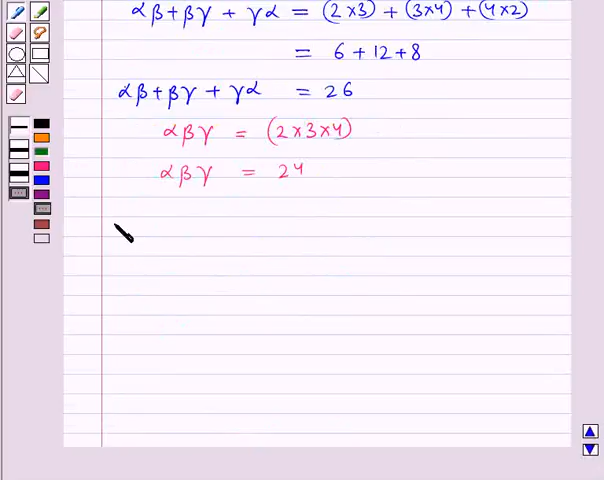 αβ+βγ + γα = (2×3) + (3×4) + (4×2)
= 6+12+8
αβ+βγ + γα = 26
αβγ = (2×3×4)
αβγ = 24